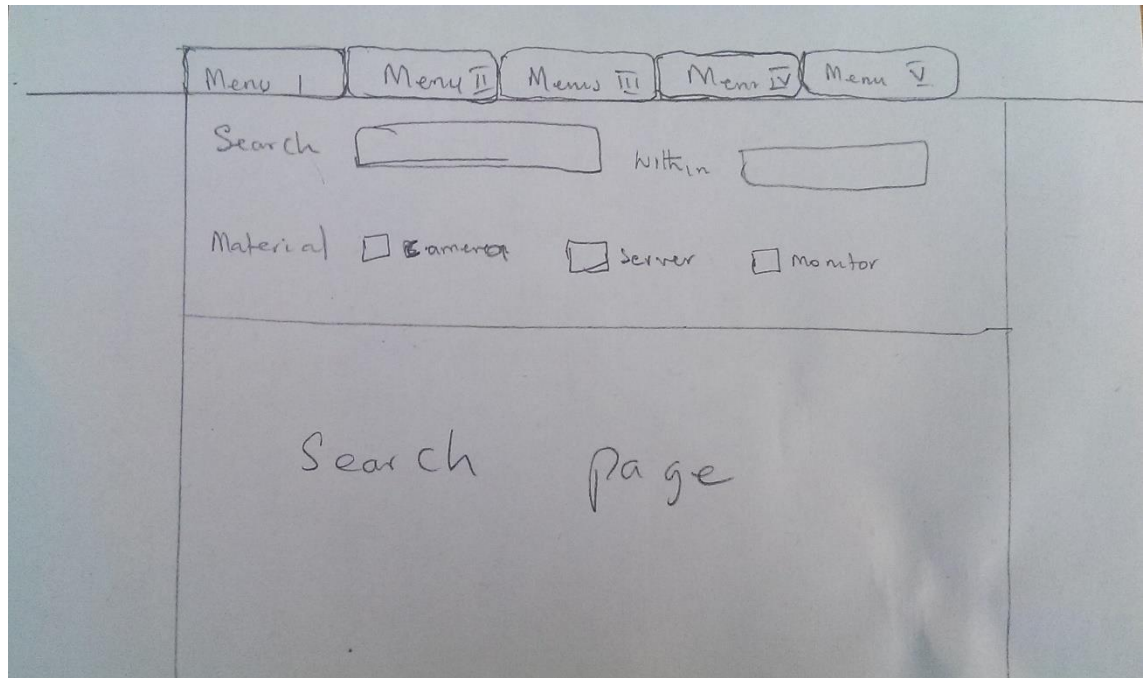 Menu I Menu II Menu III Menu IV Menu V
Search within
Material Camera Server Monitor
Search page